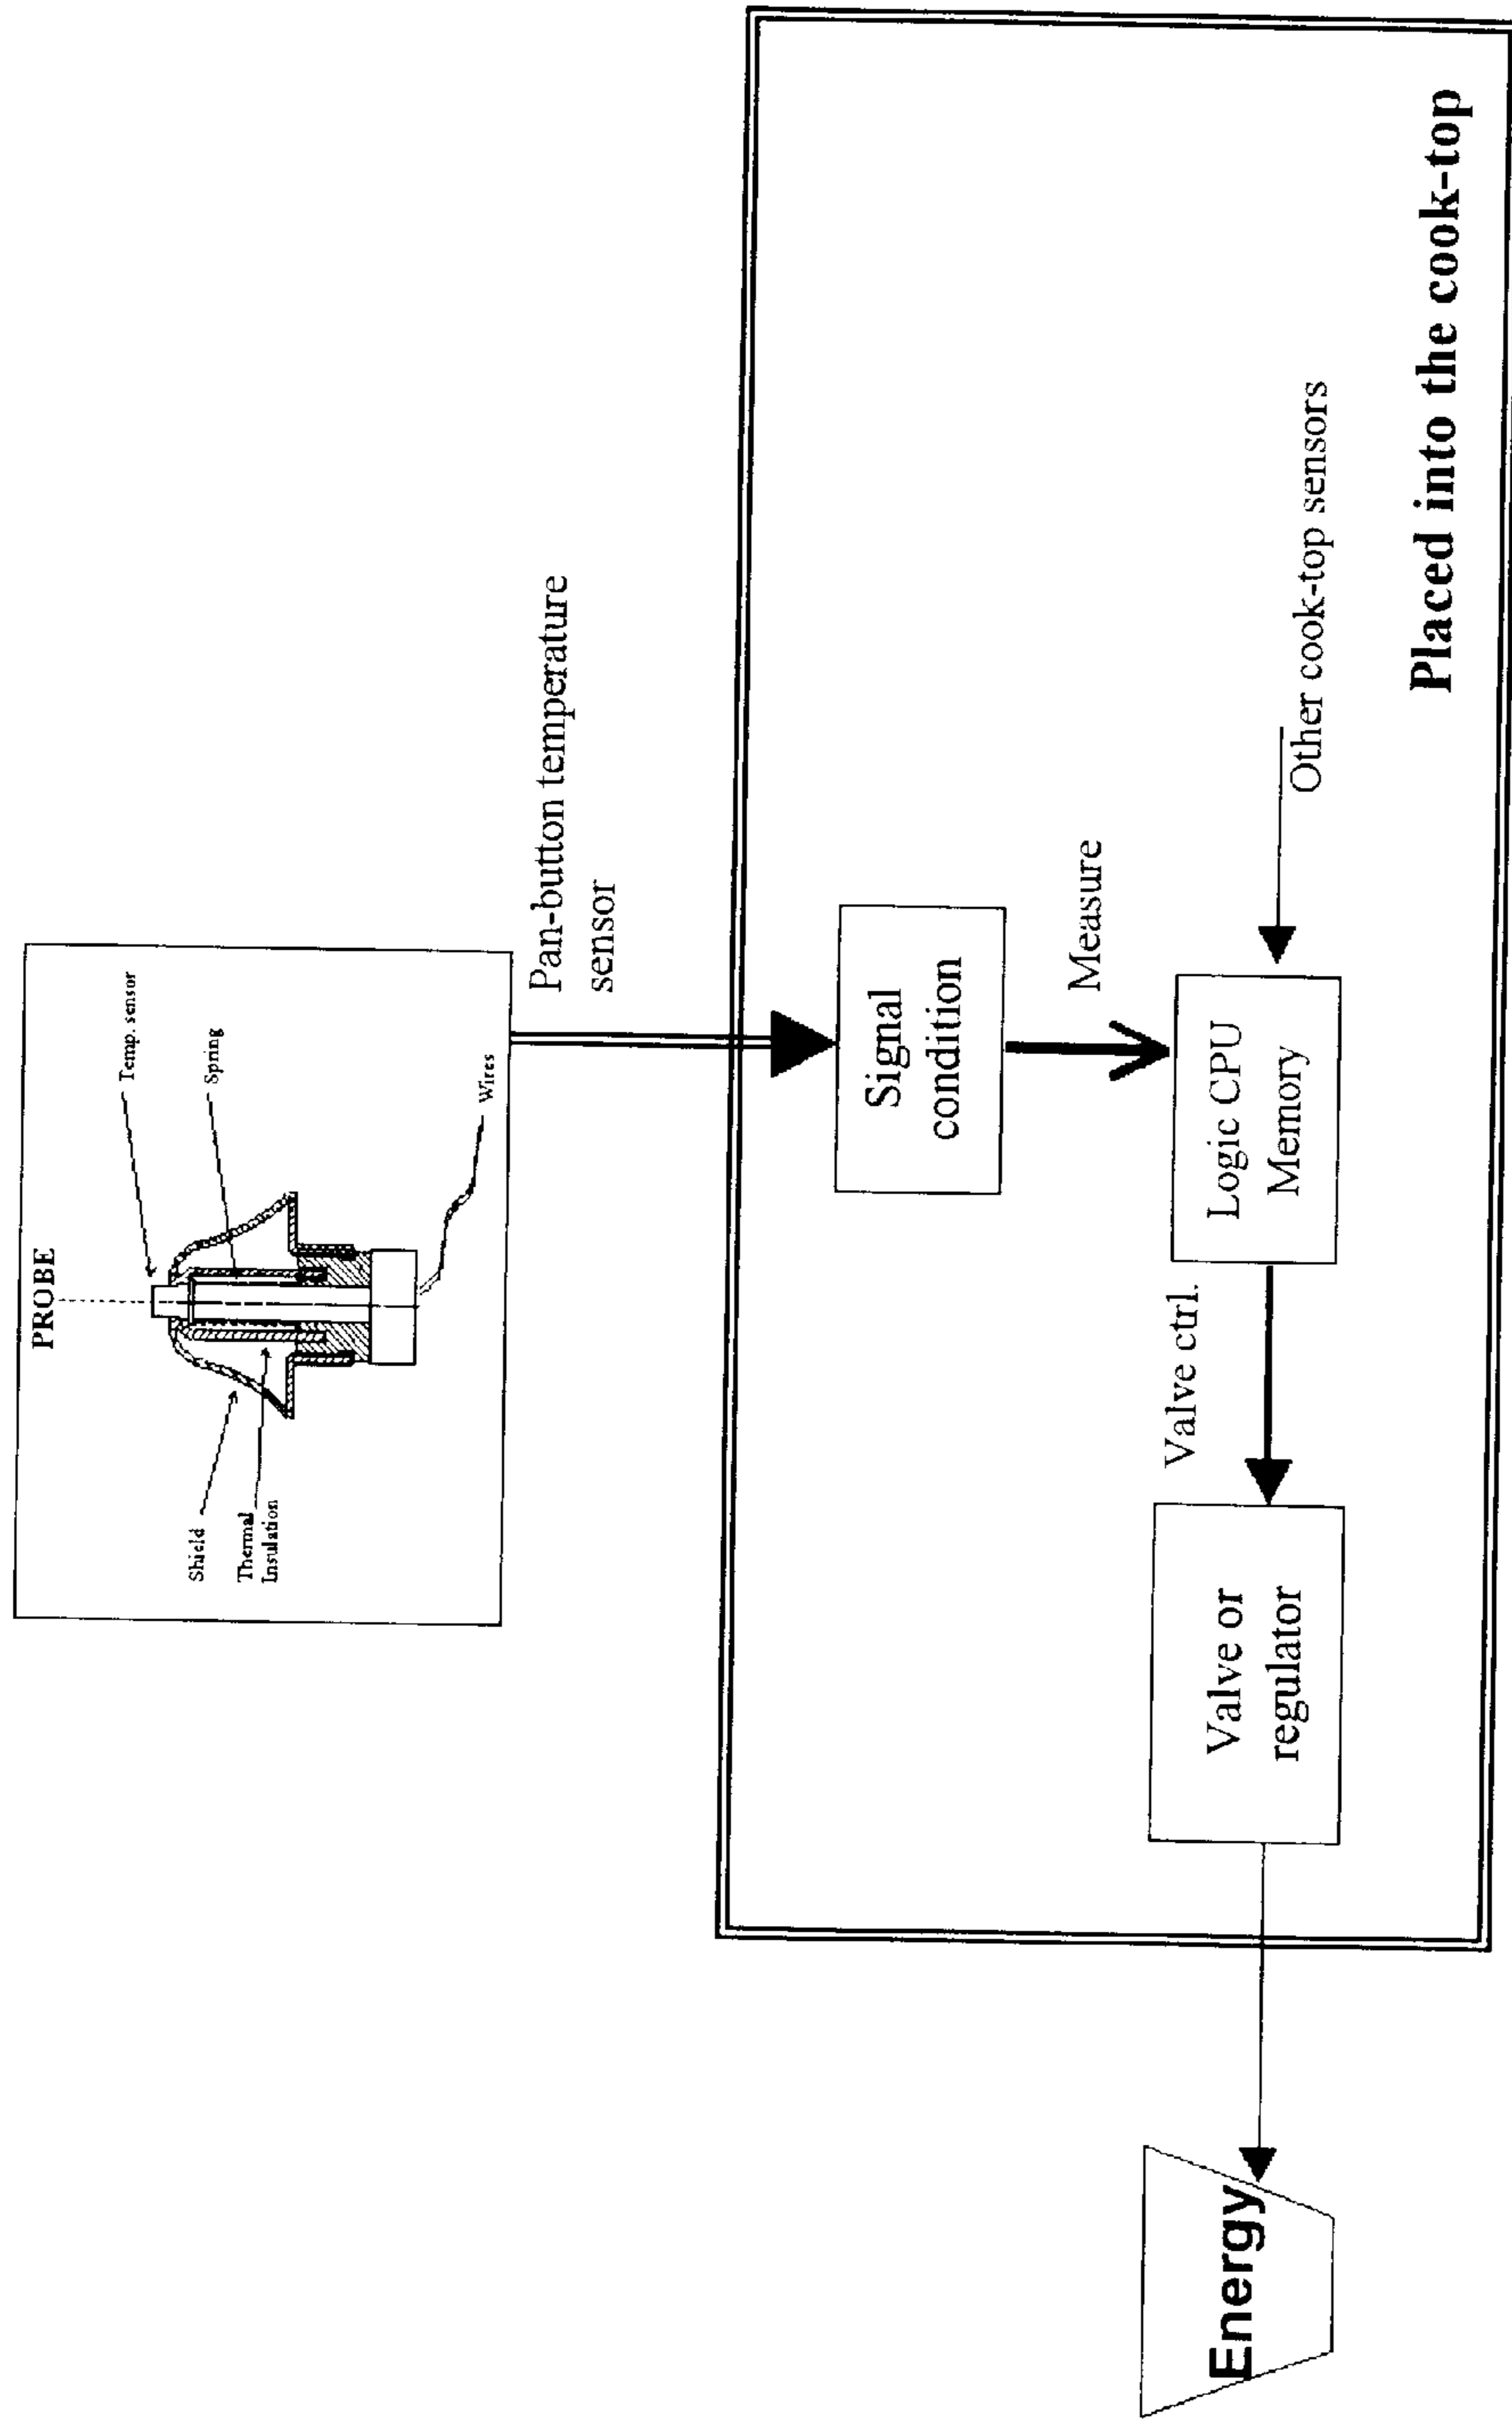 PROBE
Temp. sensor
Spring
Wires
Shield
Thermal
Insulation
Pan-button temperature
sensor
Signal
condition
Measure
Logic CPU
Memory
Other cook-top sensors
Valve ctrl.
Valve or
regulator
Energy
Placed into the cook-top